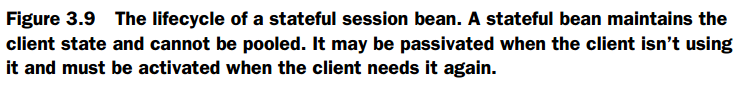 Figure 3.9 The lifecycle of a stateful session bean. A stateful bean maintains the
client state and cannot be pooled. It may be passivated when the client isn’t using
it and must be activated when the client needs it again.